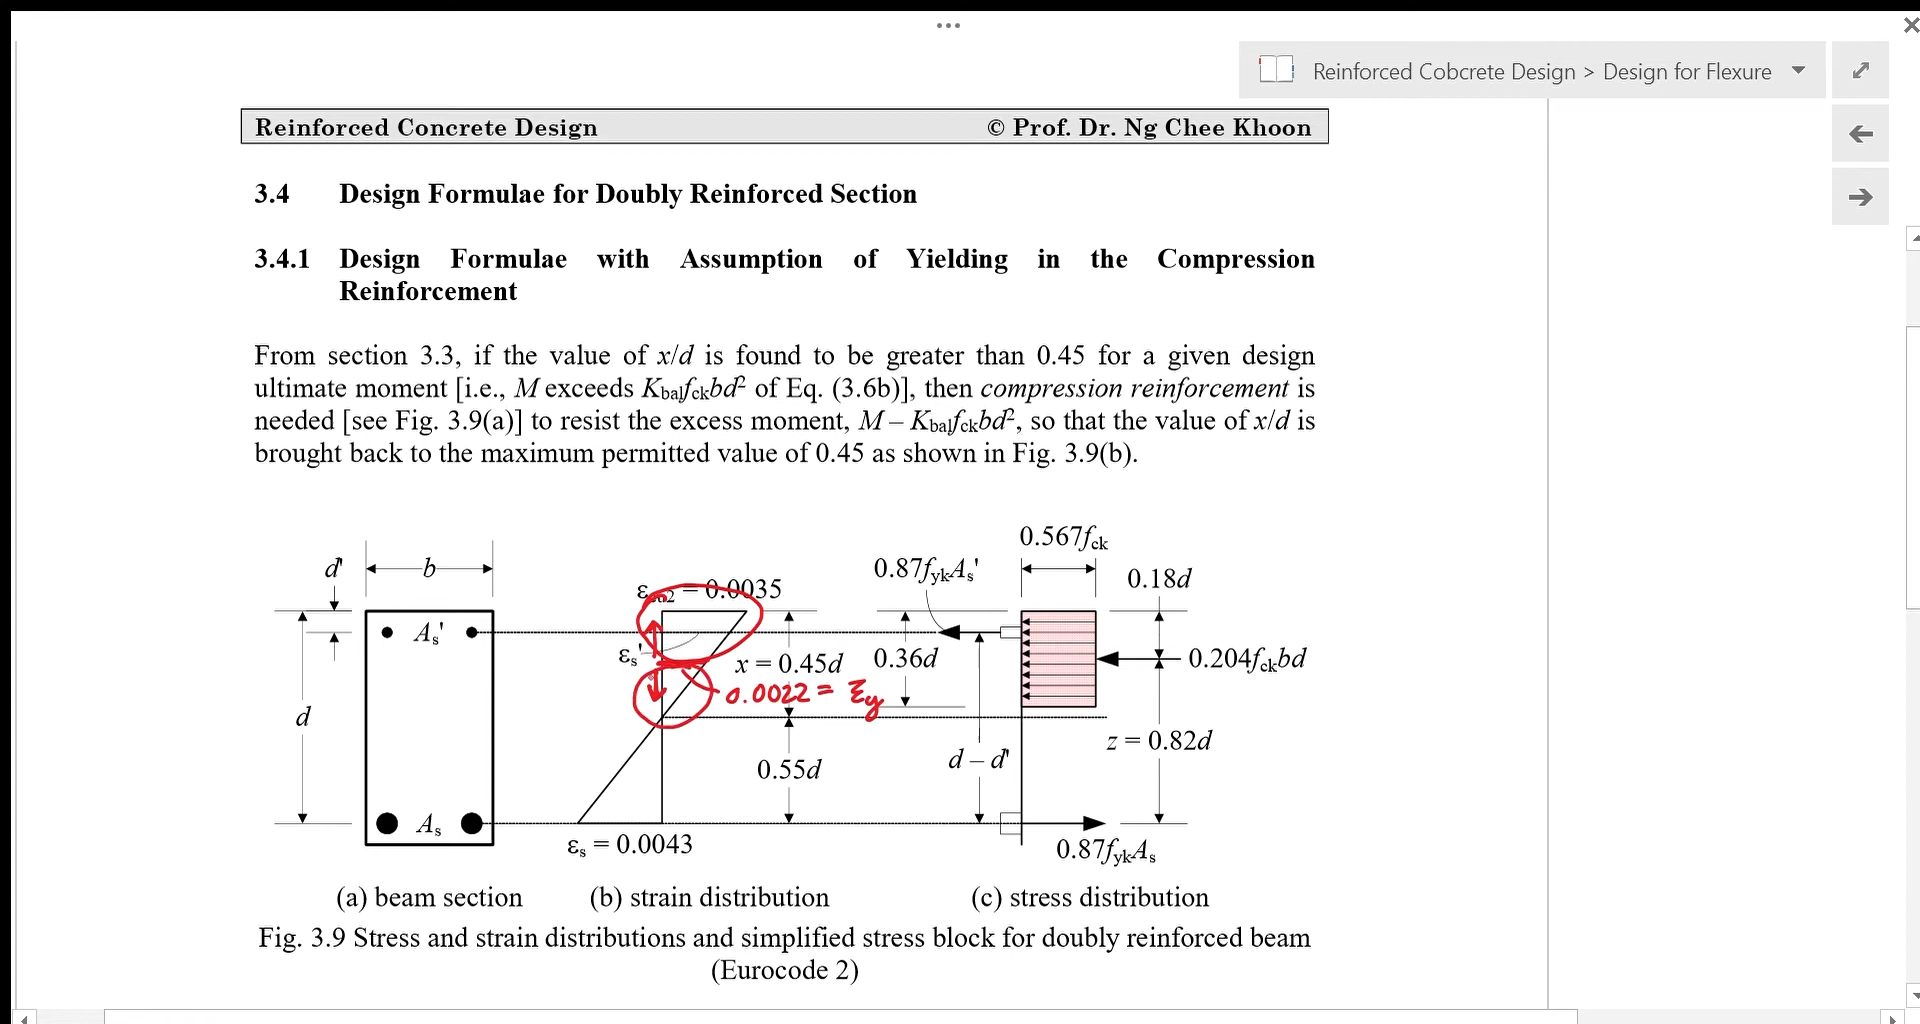 Reinforced Cobcrete Design > Design for Flexure
Reinforced Concrete Design © Prof. Dr. Ng Chee Khoon
3.4 Design Formulae for Doubly Reinforced Section
3.4.1 Design Formulae with Assumption of Yielding in the Compression
Reinforcement
From section 3.3, if the value of x/d is found to be greater than 0.45 for a given design
ultimate moment [i.e., M exceeds Kbalfckbd² of Eq. (3.6b)], then compression reinforcement is
needed [see Fig. 3.9(a)] to resist the excess moment, M – Kbalfckbd², so that the value of x/d is
brought back to the maximum permitted value of 0.45 as shown in Fig. 3.9(b).
0.567fck
d' b 0.87fykAs' 0.18d
= 0.0035
As'
εs' x = 0.45d 0.36d 0.204fckbd
0.0022 = εy
d
z = 0.82d
0.55d d – d'
As
εs = 0.0043 0.87fykAs
(a) beam section (b) strain distribution (c) stress distribution
Fig. 3.9 Stress and strain distributions and simplified stress block for doubly reinforced beam
(Eurocode 2)